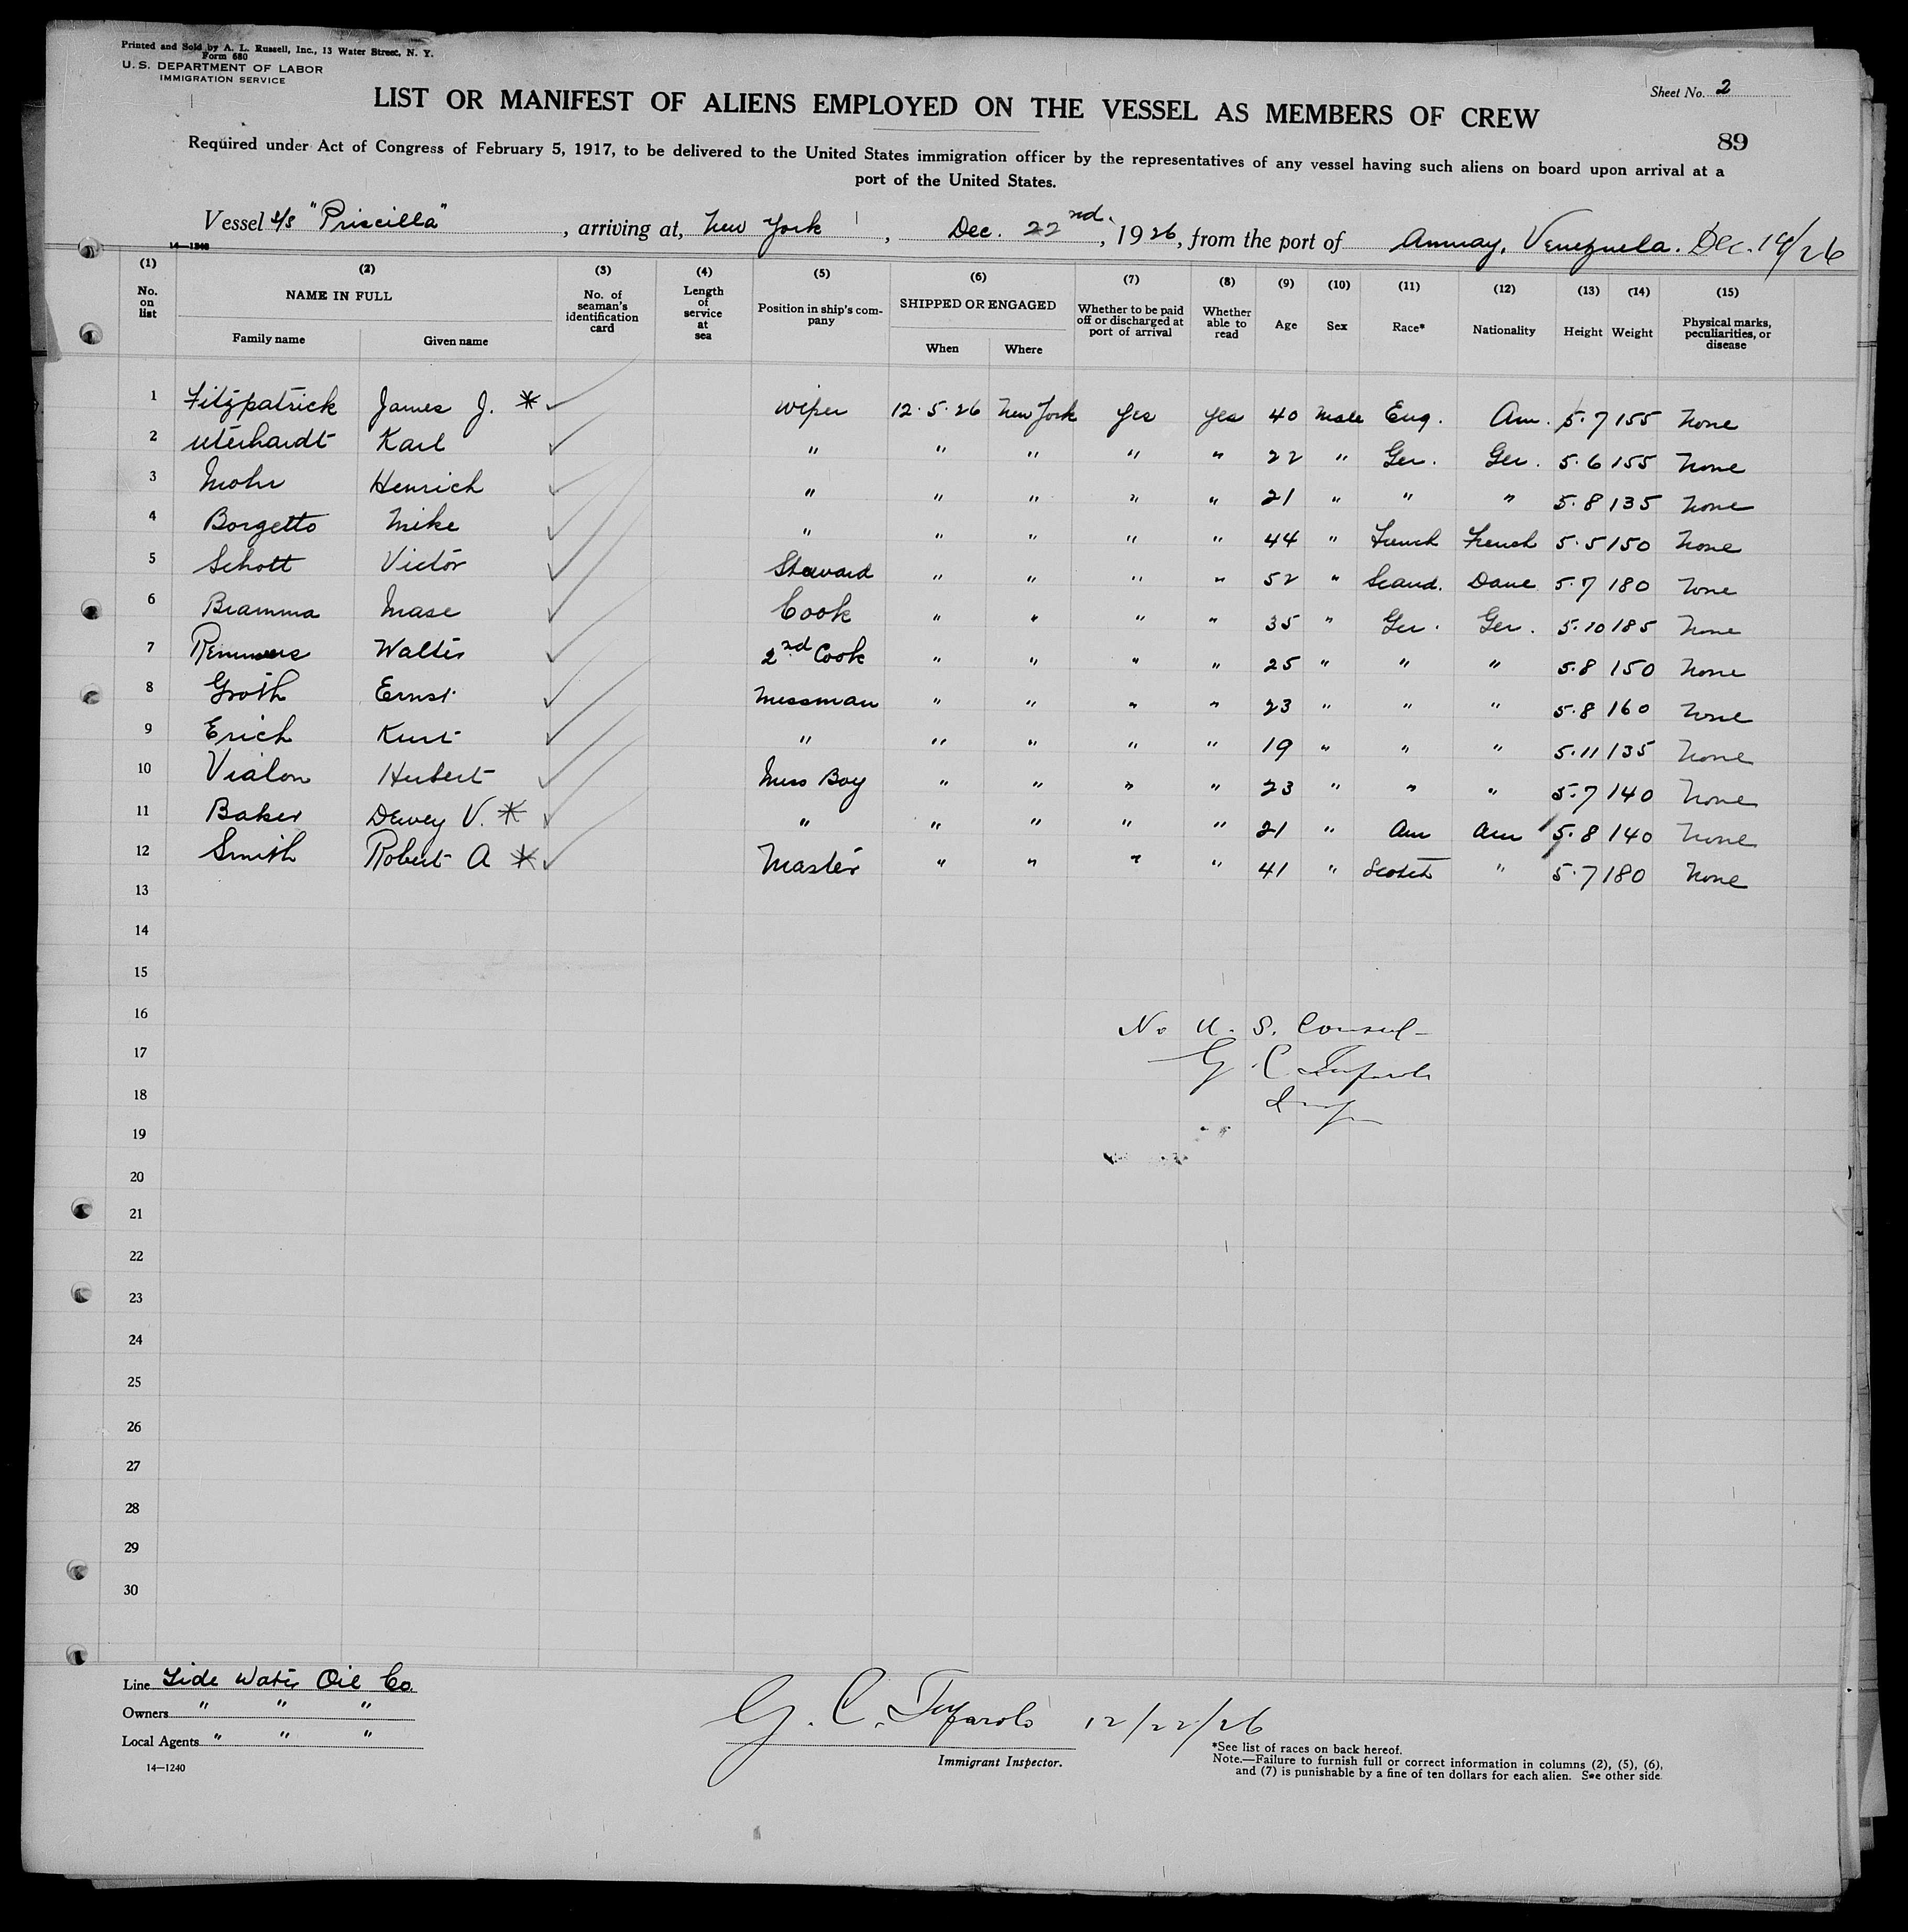 Printed and Sold by A. L. Russell, Inc., 13 Water Street, N. Y.
Form 680
U. S. DEPARTMENT OF LABOR
IMMIGRATION SERVICE
Sheet No. 2
LIST OR MANIFEST OF ALIENS EMPLOYED ON THE VESSEL AS MEMBERS OF CREW
89
Required under Act of Congress of February 5, 1917, to be delivered to the United States immigration officer by the representatives of any vessel having such aliens on board upon arrival at a
port of the United States.
Vessel S/S "Priscilla", arriving at, New York, Dec. 22nd, 1926, from the port of Amuay, Venezuela. Dec. 14/26
14—1240
(1) (2) (3) (4) (5) (6) (7) (8) (9) (10) (11) (12) (13) (14) (15)
No. on list
NAME IN FULL
Family name
Given name
No. of seaman's identification card
Length of service at sea
Position in ship's company
SHIPPED OR ENGAGED
When
Where
Whether to be paid off or discharged at port of arrival
Whether able to read
Age
Sex
Race*
Nationality
Height
Weight
Physical marks, peculiarities, or disease
1 Fitzpatrick James J. * ✓ Wiper 12.5.26 New York Yes Yes 40 Male Eng. Am. 5.7 155 None
2 Uterhardt Karl ✓ " " " " " 22 " Ger. Ger. 5.6 155 None
3 Mohr Henrich ✓ " " " " " 21 " " " 5.8 135 None
4 Borgetto Mike ✓ " " " " " 44 " French French 5.5 150 None
5 Schott Victor ✓ Steward " " " " 52 " Scand. Dane 5.7 180 None
6 Bramma Mase ✓ Cook " " " " 35 " Ger. Ger. 5.10 185 None
7 Remmers Walter ✓ 2nd Cook " " " " 25 " " " 5.8 150 None
8 Groth Ernst ✓ Messman " " " " 23 " " " 5.8 160 None
9 Erich Kurt ✓ " " " " " 19 " " " 5.11 135 None
10 Vialon Hubert ✓ Mess Boy " " " " 23 " " " 5.7 140 None
11 Baker Dewey V. * ✓ " " " " " 21 " Am Am 5.8 140 None
12 Smith Robert A * ✓ Master " " " " 41 " Scotch " 5.7 180 None
13
14
15
16 No U. S. Consul
17 G. C.
18
19
20
21
22
23
24
25
26
27
28
29
30
Line Tide Water Oil Co.
Owners " " "
Local Agents " " "
14—1240
G. C. 12/22/26
Immigrant Inspector.
*See list of races on back hereof.
Note.—Failure to furnish full or correct information in columns (2), (5), (6),
and (7) is punishable by a fine of ten dollars for each alien. See other side.